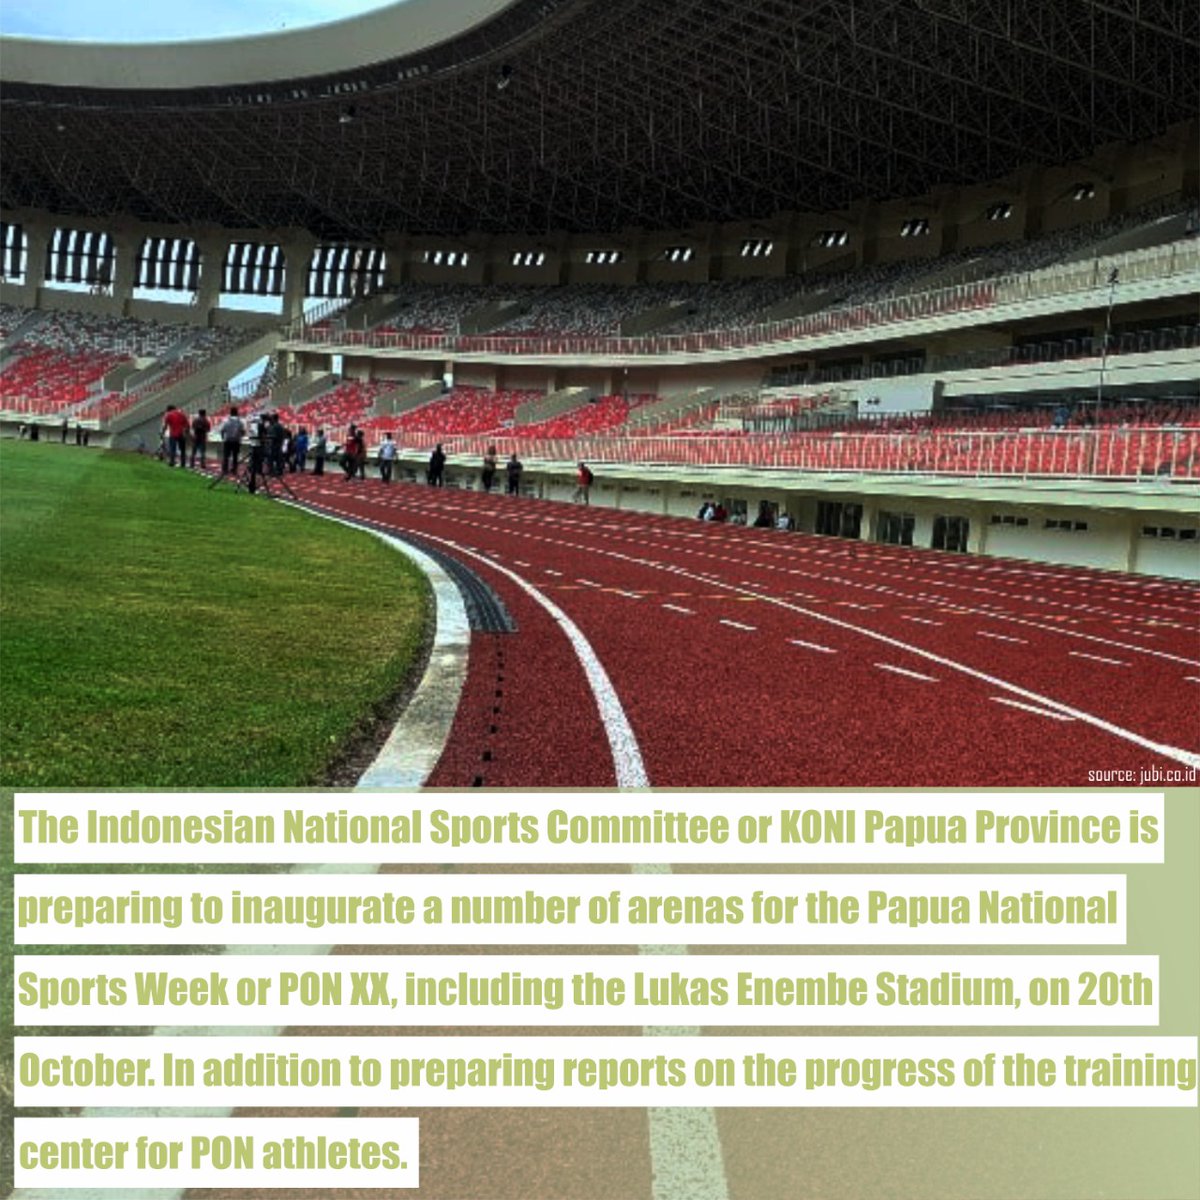 source: jubi.co.id
The Indonesian National Sports Committee or KONI Papua Province is
preparing to inaugurate a number of arenas for the Papua National
Sports Week or PON XX, including the Lukas Enembe Stadium, on 20th
October. In addition to preparing reports on the progress of the training
center for PON athletes.